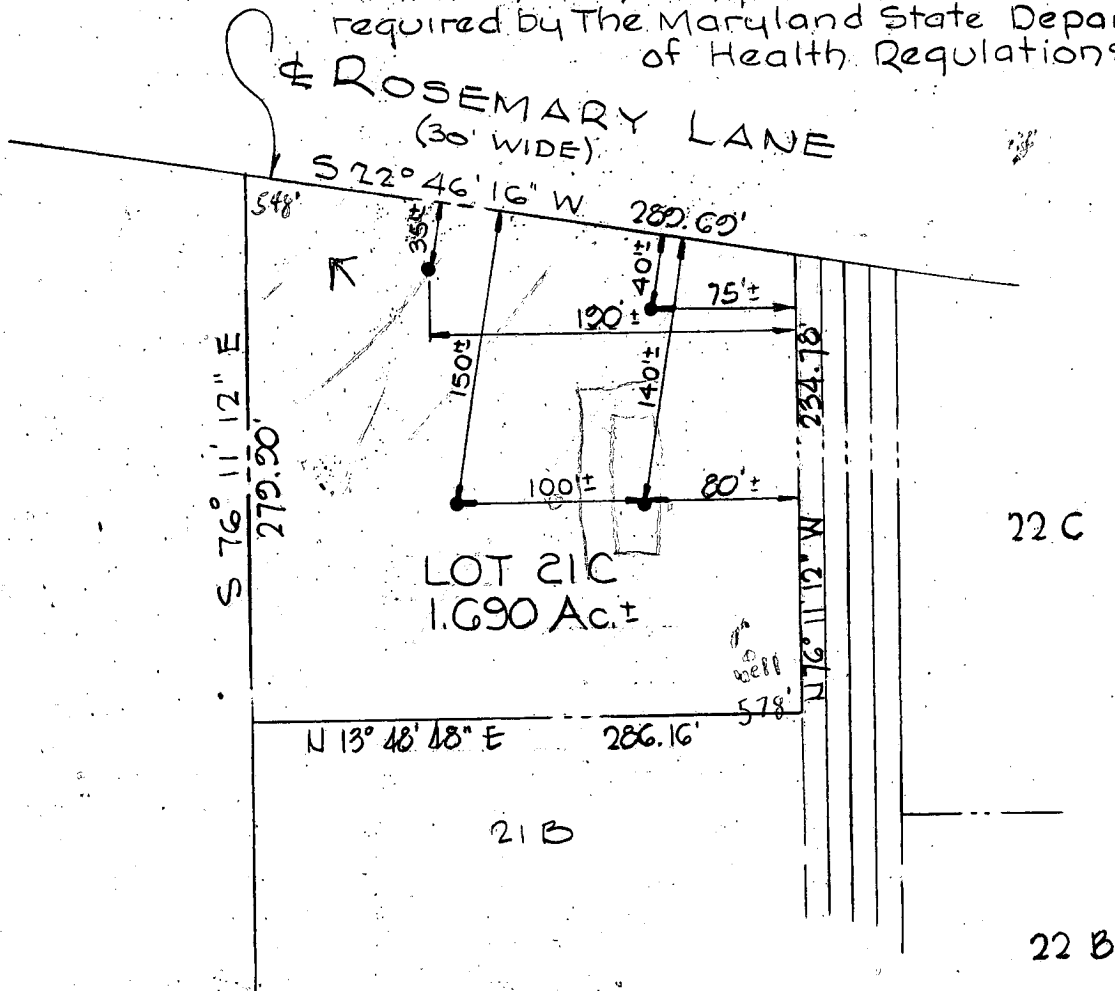 required by The Maryland State Depar
of Health Regulations
℄ ROSEMARY LANE
(30' WIDE)
S 22° 46' 16" W 289.69'
548'
35'±
40'±
75'±
190'±
150'±
140'±
S 76° 11' 12" E
279.90'
234.78'
N 76° 11' 12" W
100'±
80'±
22 C
LOT 21C
1.690 Ac.±
well
578'
N 13° 48' 48" E 286.16'
21 B
22 B